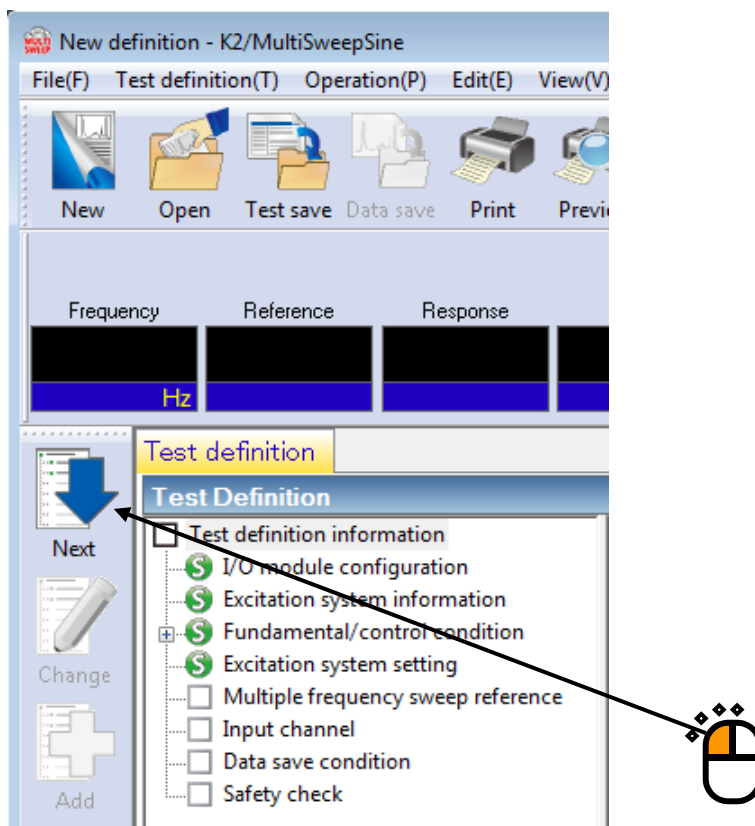 New definition - K2/MultiSweepSine
File(F) Test definition(T) Operation(P) Edit(E) View(V)
New Open Test save Data save Print
Frequency Reference Response
Hz
Test definition
Test Definition
Next
Test definition information
I/O module configuration
Excitation system information
Fundamental/control condition
Excitation system setting
Change
Multiple frequency sweep reference
Input channel
Data save condition
Add
Safety check